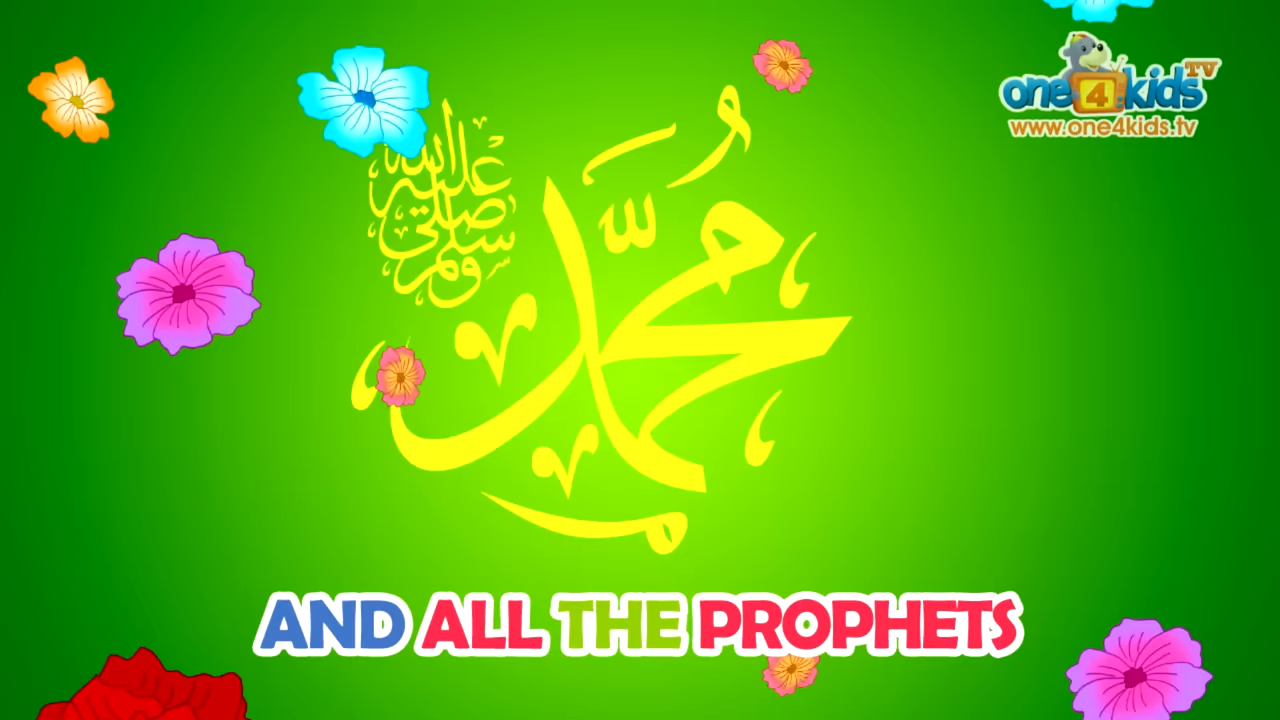 one4kids TV
www.one4kids.tv
محمد
صلى الله عليه وسلم
AND ALL THE PROPHETS